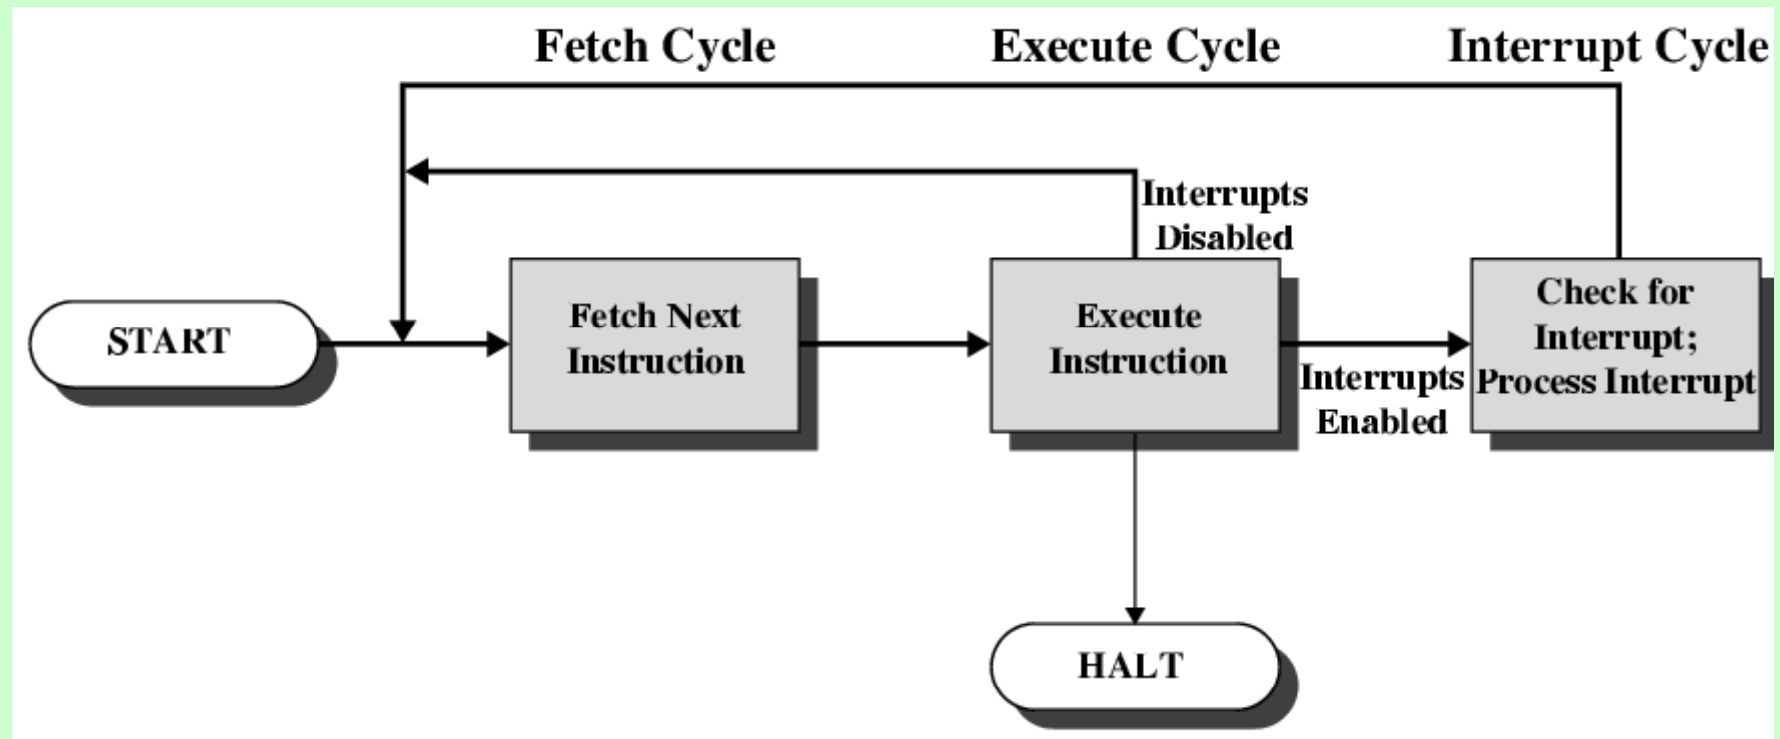 Fetch Cycle
Execute Cycle
Interrupt Cycle
Interrupts
Disabled
START
Fetch Next
Instruction
Execute
Instruction
Interrupts
Enabled
Check for
Interrupt;
Process Interrupt
HALT